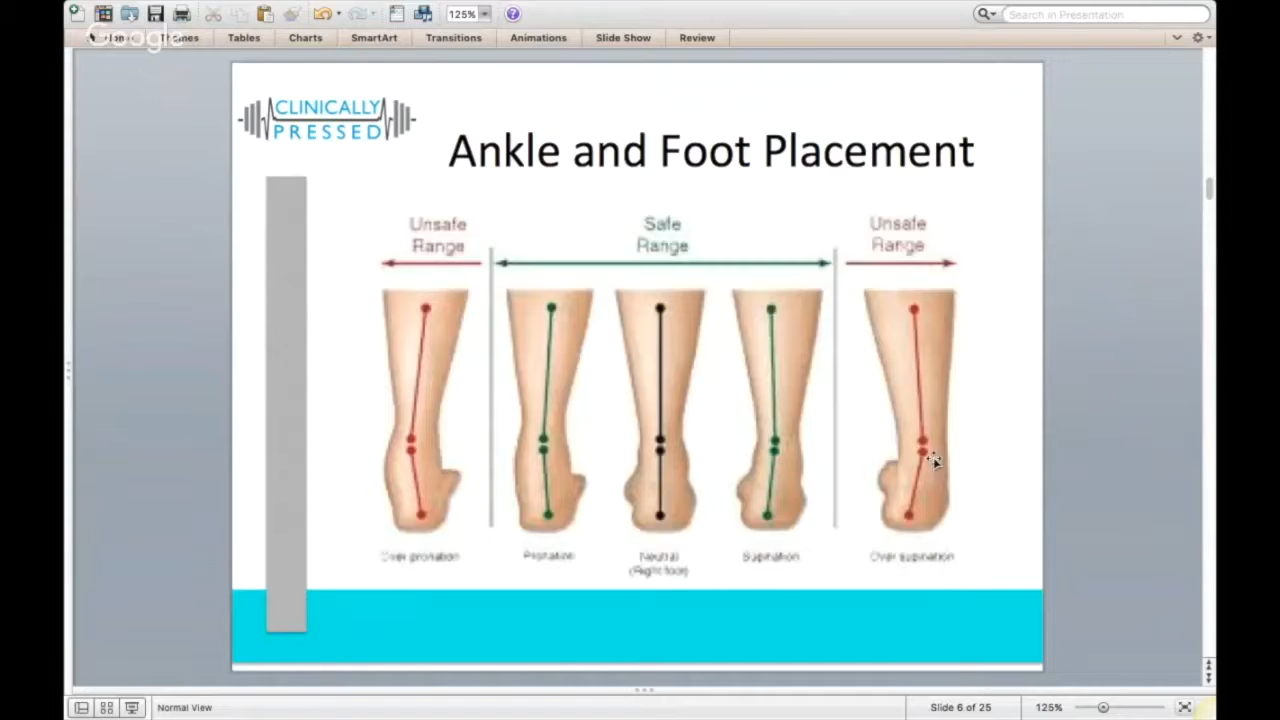 125%
Search in Presentation
Google
Themes
Tables
Charts
SmartArt
Transitions
Animations
Slide Show
Review
CLINICALLY
PRESSED
Ankle and Foot Placement
Unsafe
Range
Safe
Range
Unsafe
Range
Over pronation
Pronation
Neutral
(Right foot)
Supination
Over supination
Normal View
Slide 6 of 25
125%